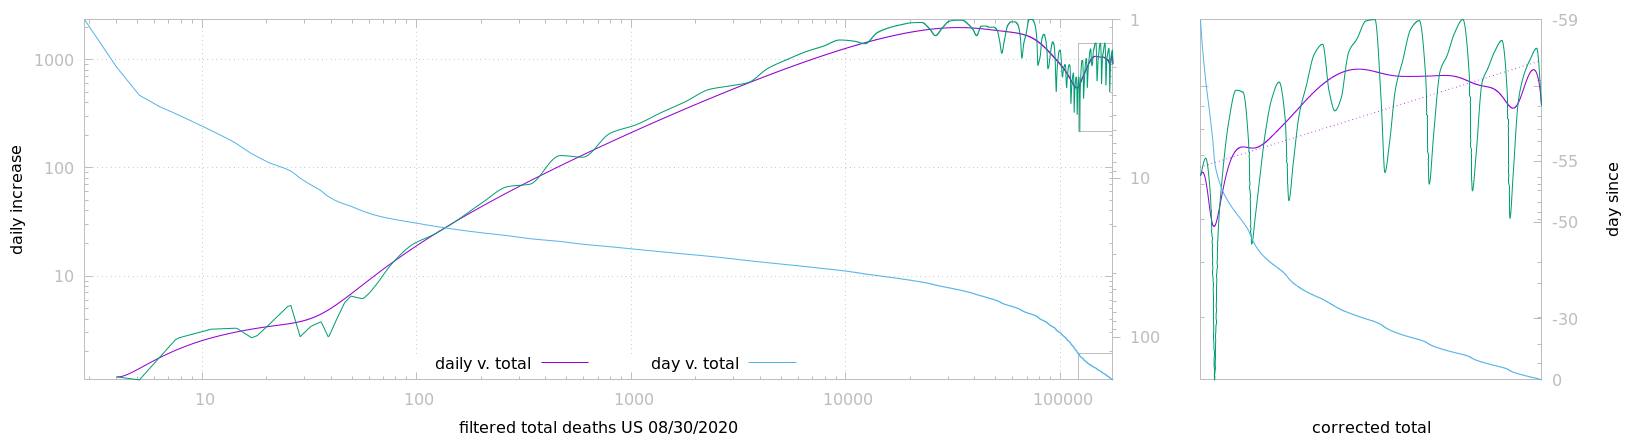 1000
100
10
daily increase
10
100
1000
10000
100000
filtered total deaths US 08/30/2020
daily v. total
day v. total
1
10
100
-59
-55
-50
-30
0
day since
corrected total